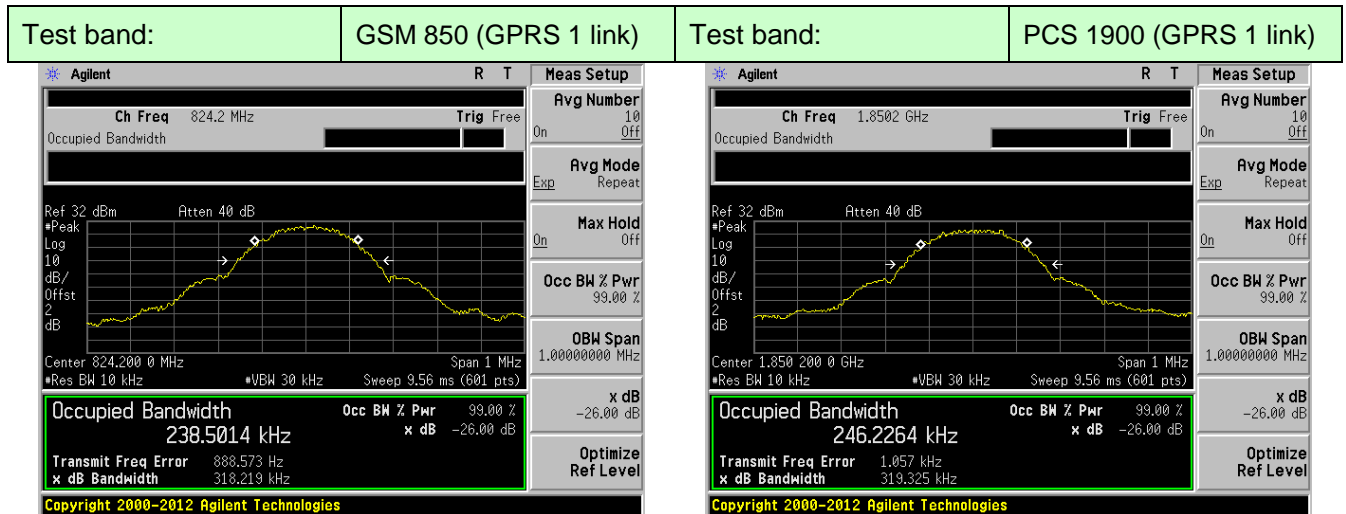 Test band: GSM 850 (GPRS 1 link) Test band: PCS 1900 (GPRS 1 link)
Agilent R T Meas Setup
Ch Freq 824.2 MHz Trig Free
Occupied Bandwidth
Avg Number
10
On Off
Avg Mode
Exp Repeat
Max Hold
On Off
Occ BW % Pwr
99.00 %
OBW Span
1.00000000 MHz
x dB
-26.00 dB
Optimize
Ref Level
Ref 32 dBm Atten 40 dB
#Peak
Log
10
dB/
Offst
2
dB
Center 824.200 0 MHz Span 1 MHz
#Res BW 10 kHz #VBW 30 kHz Sweep 9.56 ms (601 pts)
Occupied Bandwidth Occ BW % Pwr 99.00 %
238.5014 kHz x dB -26.00 dB
Transmit Freq Error 888.573 Hz
x dB Bandwidth 318.219 kHz
Copyright 2000-2012 Agilent Technologies
Agilent R T Meas Setup
Ch Freq 1.8502 GHz Trig Free
Occupied Bandwidth
Avg Number
10
On Off
Avg Mode
Exp Repeat
Max Hold
On Off
Occ BW % Pwr
99.00 %
OBW Span
1.00000000 MHz
x dB
-26.00 dB
Optimize
Ref Level
Ref 32 dBm Atten 40 dB
#Peak
Log
10
dB/
Offst
2
dB
Center 1.850 200 0 GHz Span 1 MHz
#Res BW 10 kHz #VBW 30 kHz Sweep 9.56 ms (601 pts)
Occupied Bandwidth Occ BW % Pwr 99.00 %
246.2264 kHz x dB -26.00 dB
Transmit Freq Error 1.057 kHz
x dB Bandwidth 319.325 kHz
Copyright 2000-2012 Agilent Technologies